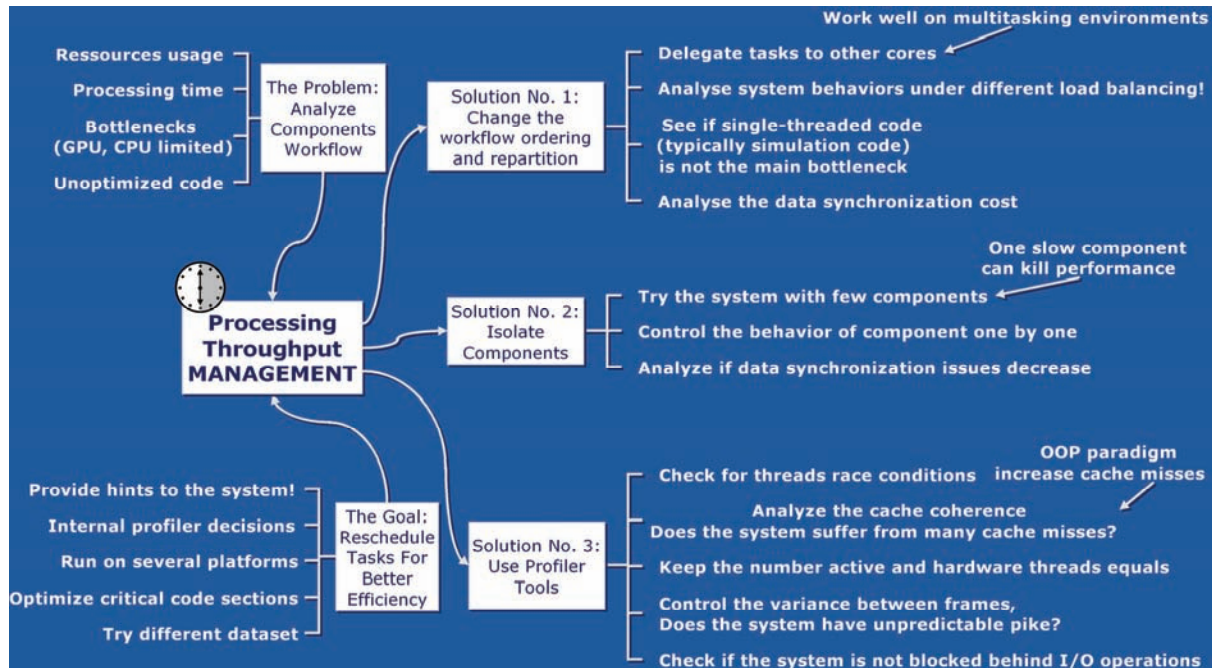 Ressources usage
Processing time
Bottlenecks
(GPU, CPU limited)
Unoptimized code
The Problem:
Analyze
Components
Workflow
Processing
Throughput
MANAGEMENT
Provide hints to the system!
Internal profiler decisions
Run on several platforms
Optimize critical code sections
Try different dataset
The Goal:
Reschedule
Tasks For
Better
Efficiency
Solution No. 1:
Change the
workflow ordering
and repartition
Work well on multitasking environments
Delegate tasks to other cores
Analyse system behaviors under different load balancing!
See if single-threaded code
(typically simulation code)
is not the main bottleneck
Analyse the data synchronization cost
Solution No. 2:
Isolate
Components
One slow component
can kill performance
Try the system with few components
Control the behavior of component one by one
Analyze if data synchronization issues decrease
Solution No. 3:
Use Profiler
Tools
OOP paradigm
increase cache misses
Check for threads race conditions
Analyze the cache coherence
Does the system suffer from many cache misses?
Keep the number active and hardware threads equals
Control the variance between frames,
Does the system have unpredictable pike?
Check if the system is not blocked behind I/O operations